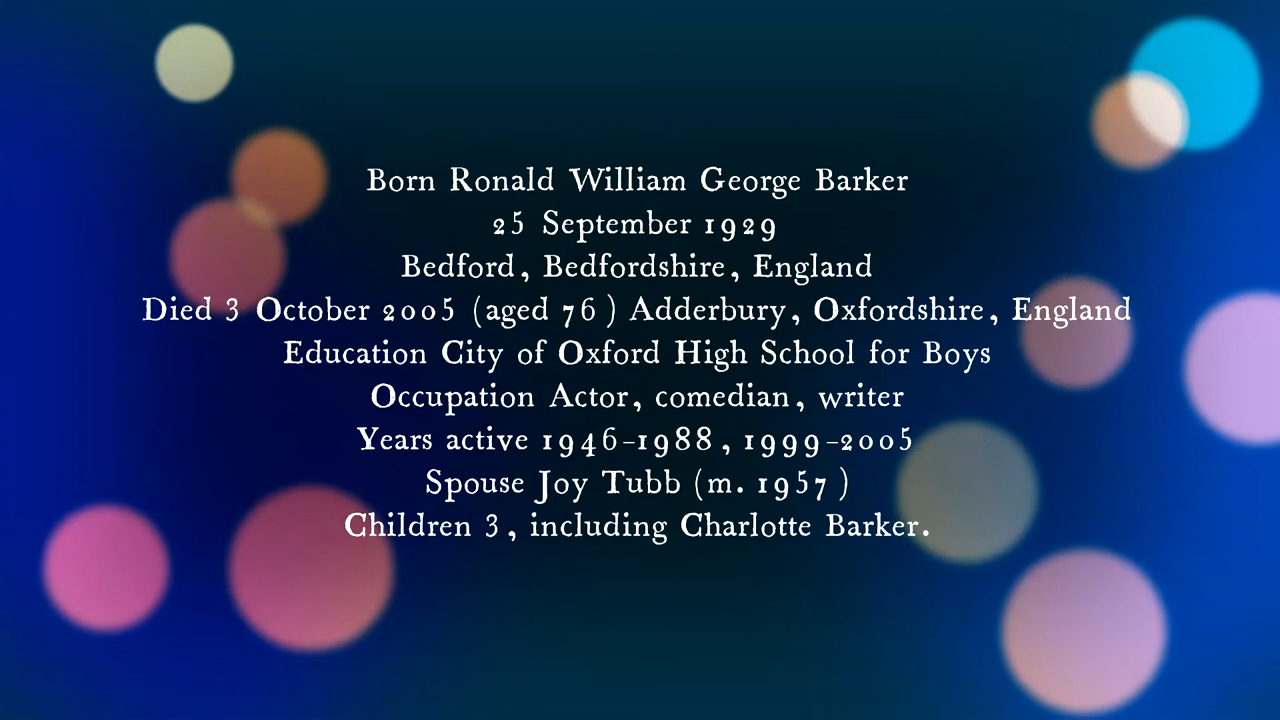 Born Ronald William George Barker
25 September 1929
Bedford, Bedfordshire, England
Died 3 October 2005 (aged 76) Adderbury, Oxfordshire, England
Education City of Oxford High School for Boys
Occupation Actor, comedian, writer
Years active 1946-1988, 1999-2005
Spouse Joy Tubb (m. 1957)
Children 3, including Charlotte Barker.